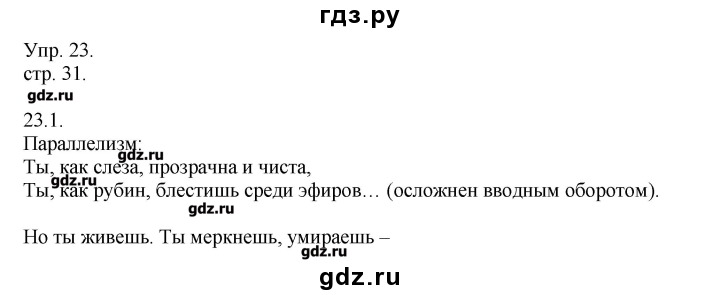 гдз.ру
Упр. 23.
стр. 31.
gdz.ru
23.1.
Параллелизм:
gdz.ru
Ты, как слеза, прозрачна и чиста,
gdz.ru
Ты, как рубин, блестишь среди эфиров… (осложнен вводным оборотом).
gdz.ru
Но ты живешь. Ты меркнешь, умираешь –
gdz.ru
gdz.ru